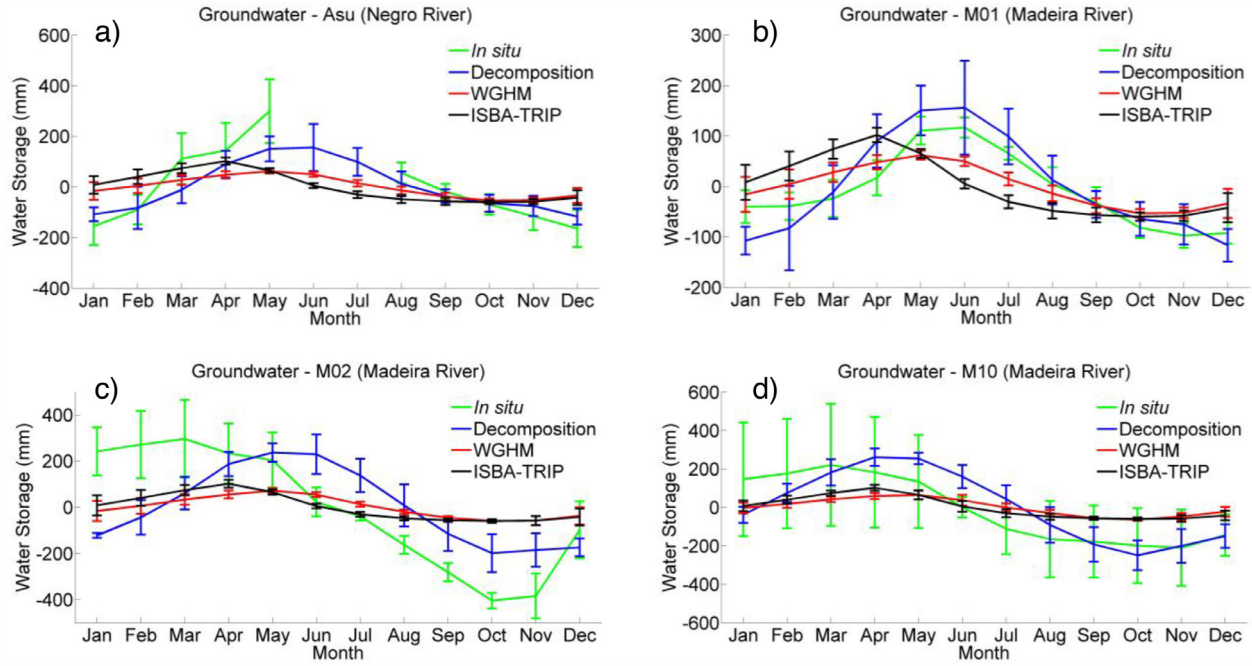 Groundwater - Asu (Negro River)
a)
Water Storage (mm)
600
400
200
0
-200
-400
In situ
Decomposition
WGHM
ISBA-TRIP
Jan Feb Mar Apr May Jun Jul Aug Sep Oct Nov Dec
Month
Groundwater - M01 (Madeira River)
b)
Water Storage (mm)
300
200
100
0
-100
-200
In situ
Decomposition
WGHM
ISBA-TRIP
Jan Feb Mar Apr May Jun Jul Aug Sep Oct Nov Dec
Month
Groundwater - M02 (Madeira River)
c)
Water Storage (mm)
400
200
0
-200
-400
In situ
Decomposition
WGHM
ISBA-TRIP
Jan Feb Mar Apr May Jun Jul Aug Sep Oct Nov Dec
Month
Groundwater - M10 (Madeira River)
d)
Water Storage (mm)
600
400
200
0
-200
-400
-600
In situ
Decomposition
WGHM
ISBA-TRIP
Jan Feb Mar Apr May Jun Jul Aug Sep Oct Nov Dec
Month